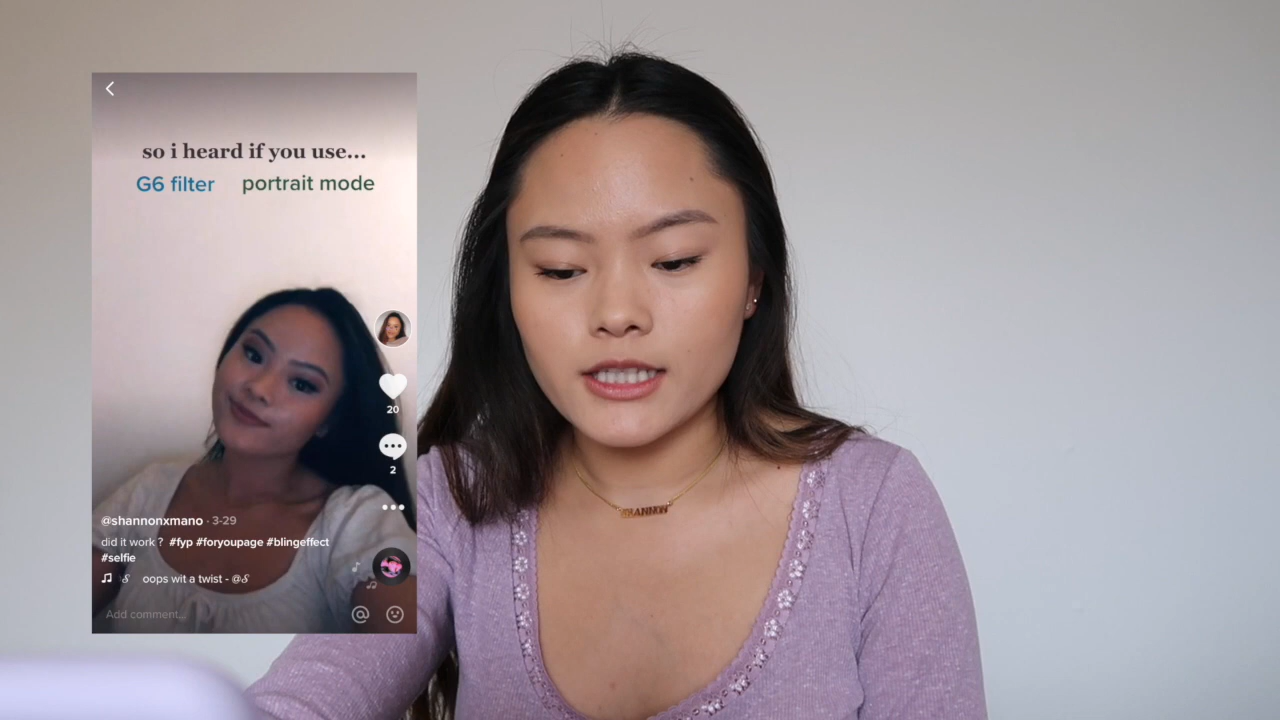 so i heard if you use...
G6 filter portrait mode
20
2
@shannonxmano · 3-29
did it work ? #fyp #foryoupage #blingeffect
#selfie
oops wit a twist - @𝒮
Add comment...
SHANNON